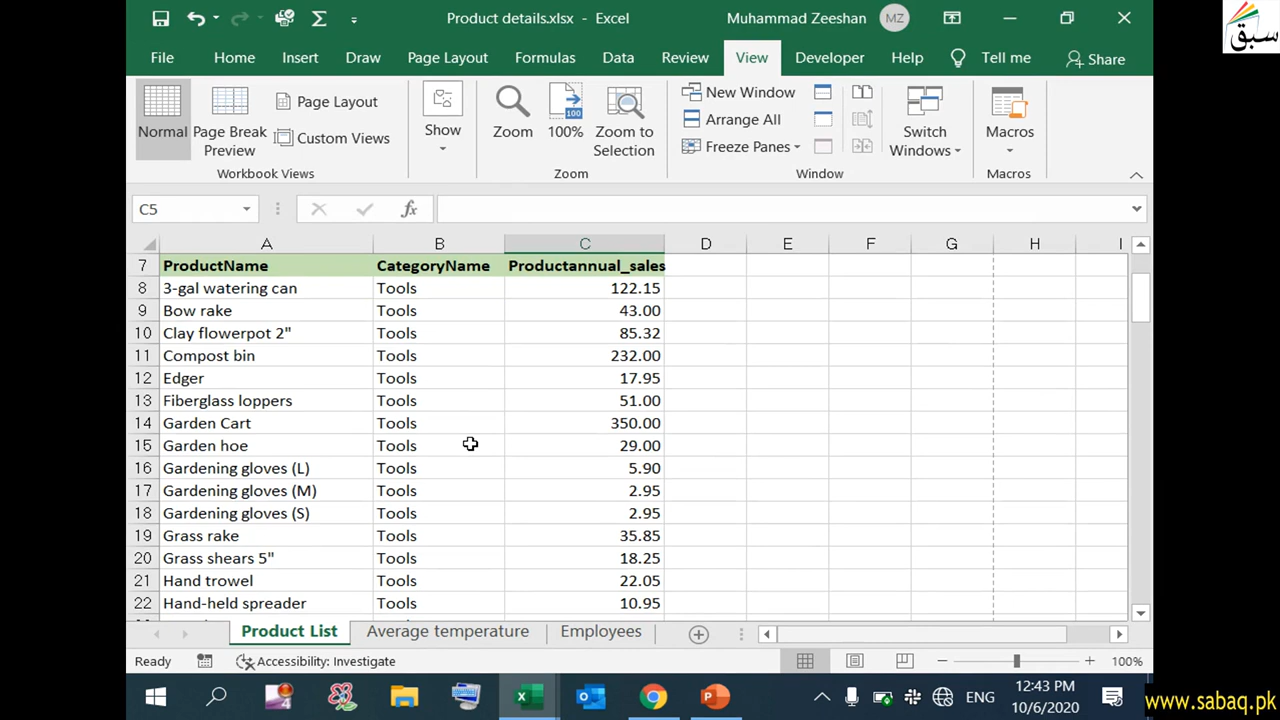 Product details.xlsx - Excel
Muhammad Zeeshan MZ
File Home Insert Draw Page Layout Formulas Data Review View Developer Help Tell me Share
Normal
Page Break Preview
Page Layout
Custom Views
Workbook Views
Show
Zoom
100%
Zoom to Selection
Zoom
New Window
Arrange All
Freeze Panes
Switch Windows
Window
Macros
Macros
C5 fx
A B C D E F G H I
7 ProductName CategoryName Productannual_sales
8 3-gal watering can Tools 122.15
9 Bow rake Tools 43.00
10 Clay flowerpot 2" Tools 85.32
11 Compost bin Tools 232.00
12 Edger Tools 17.95
13 Fiberglass loppers Tools 51.00
14 Garden Cart Tools 350.00
15 Garden hoe Tools 29.00
16 Gardening gloves (L) Tools 5.90
17 Gardening gloves (M) Tools 2.95
18 Gardening gloves (S) Tools 2.95
19 Grass rake Tools 35.85
20 Grass shears 5" Tools 18.25
21 Hand trowel Tools 22.05
22 Hand-held spreader Tools 10.95
Product List Average temperature Employees
Ready Accessibility: Investigate 100%
ENG 12:43 PM
10/6/2020
www.sabaq.pk
سبق